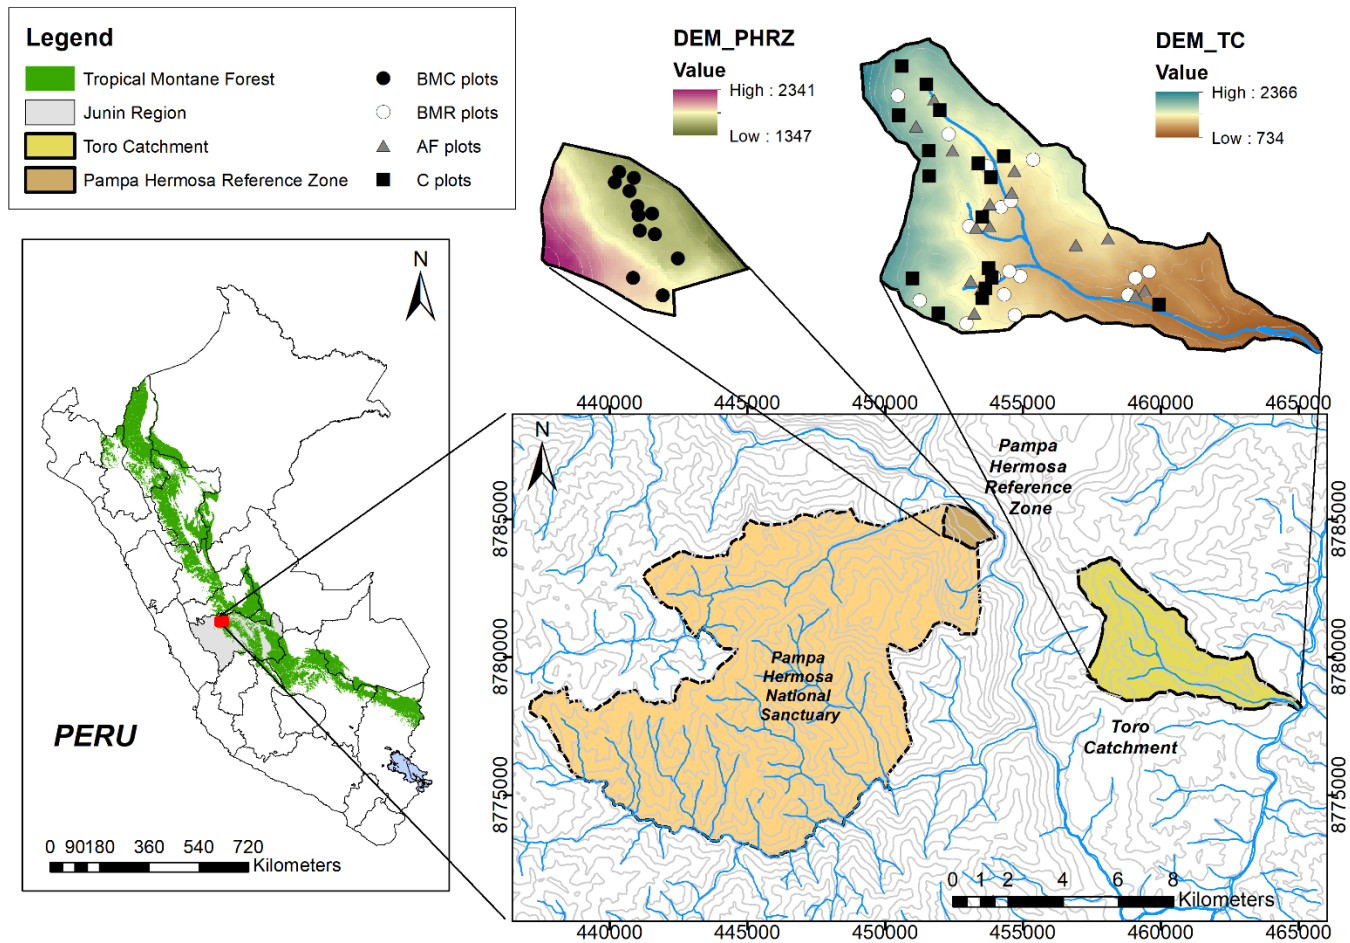 Legend
Tropical Montane Forest
Junin Region
Toro Catchment
Pampa Hermosa Reference Zone
BMC plots
BMR plots
AF plots
C plots
DEM_PHRZ
Value
High : 2341
Low : 1347
DEM_TC
Value
High : 2366
Low : 734
N
PERU
0 90180 360 540 720
Kilometers
440000 445000 450000 455000 460000 465000
N
8785000
8780000
8775000
Pampa
Hermosa
Reference
Zone
Pampa
Hermosa
National
Sanctuary
Toro
Catchment
8785000
8780000
8775000
0 1 2 4 6 8
Kilometers
440000 445000 450000 455000 460000 465000